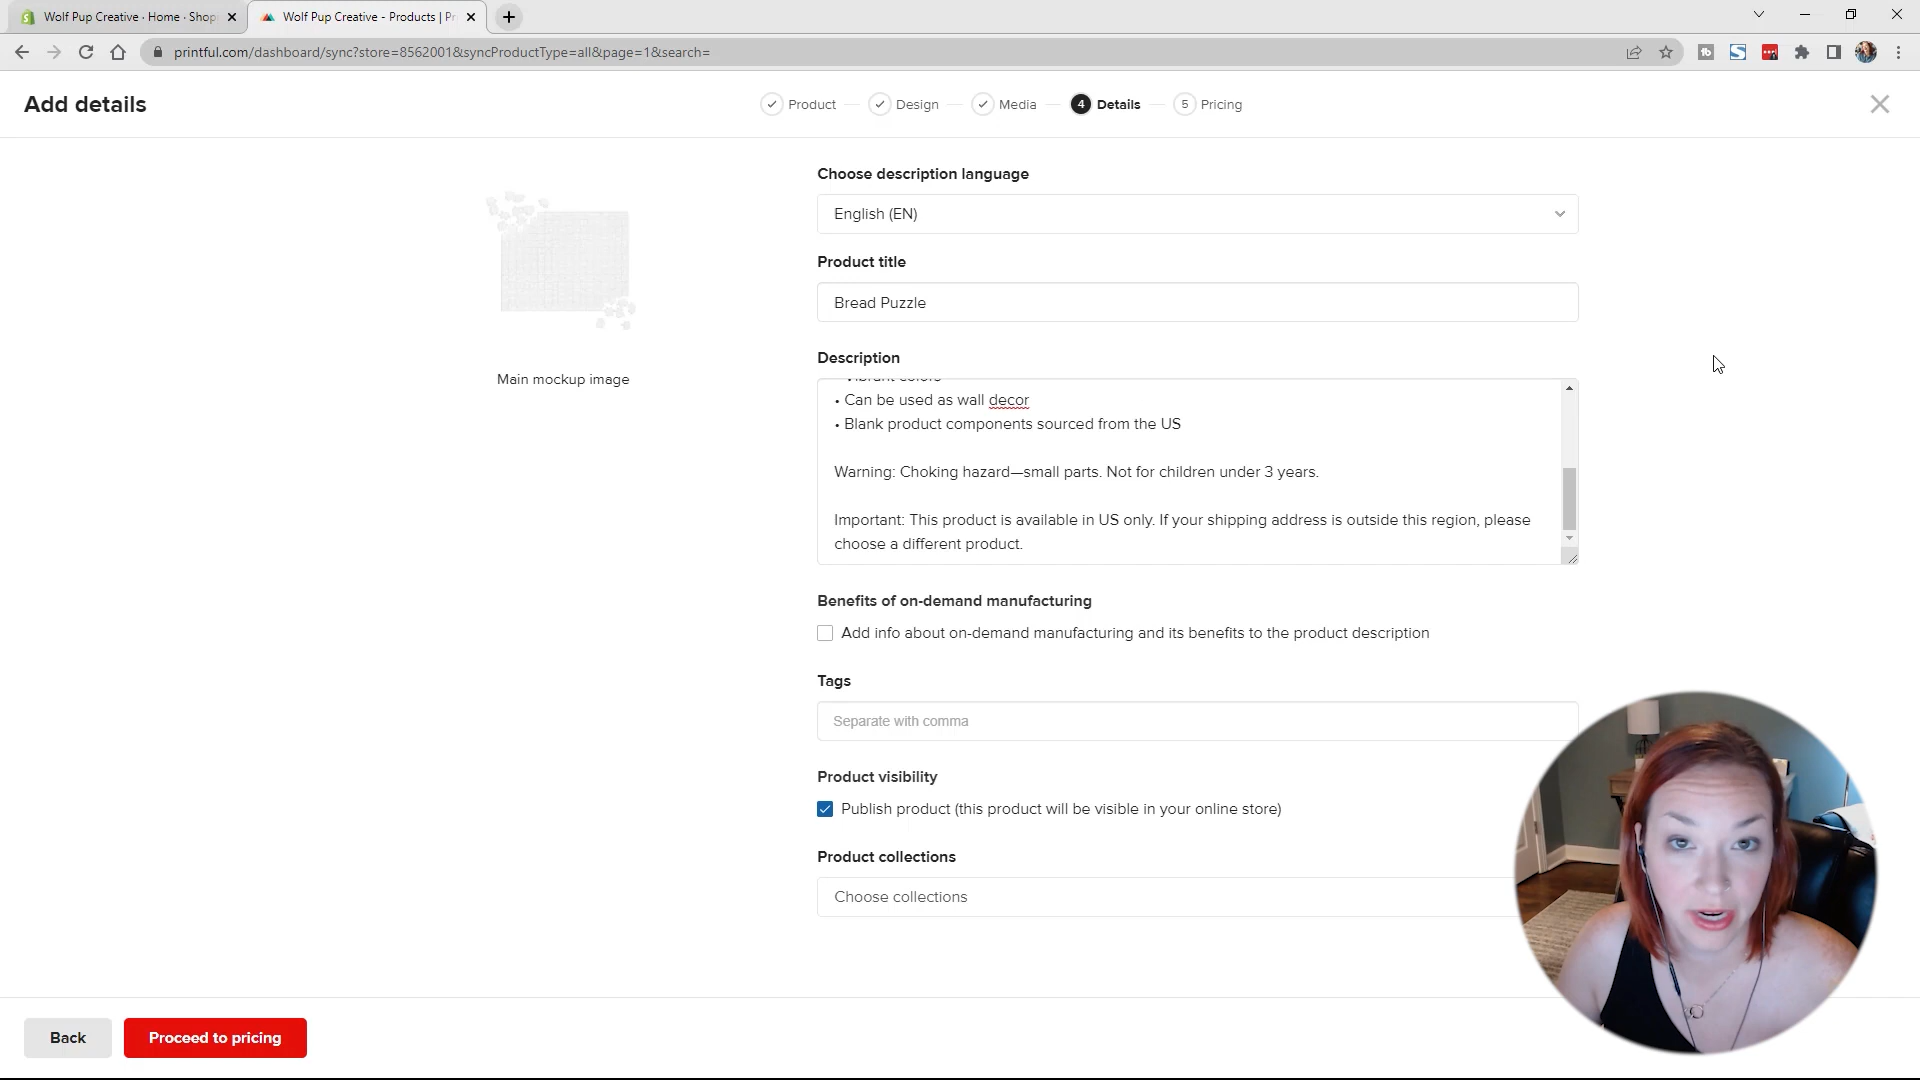 Wolf Pup Creative · Home · Shop
Wolf Pup Creative - Products | Pr
printful.com/dashboard/sync?store=8562001&syncProductType=all&page=1&search=
Add details
Product
Design
Media
4 Details
5 Pricing
Choose description language
English (EN)
Product title
Bread Puzzle
Main mockup image
Description
• Vibrant colors
• Can be used as wall decor
• Blank product components sourced from the US
Warning: Choking hazard—small parts. Not for children under 3 years.
Important: This product is available in US only. If your shipping address is outside this region, please
choose a different product.
Benefits of on-demand manufacturing
Add info about on-demand manufacturing and its benefits to the product description
Tags
Separate with comma
Product visibility
Publish product (this product will be visible in your online store)
Product collections
Choose collections
Back
Proceed to pricing